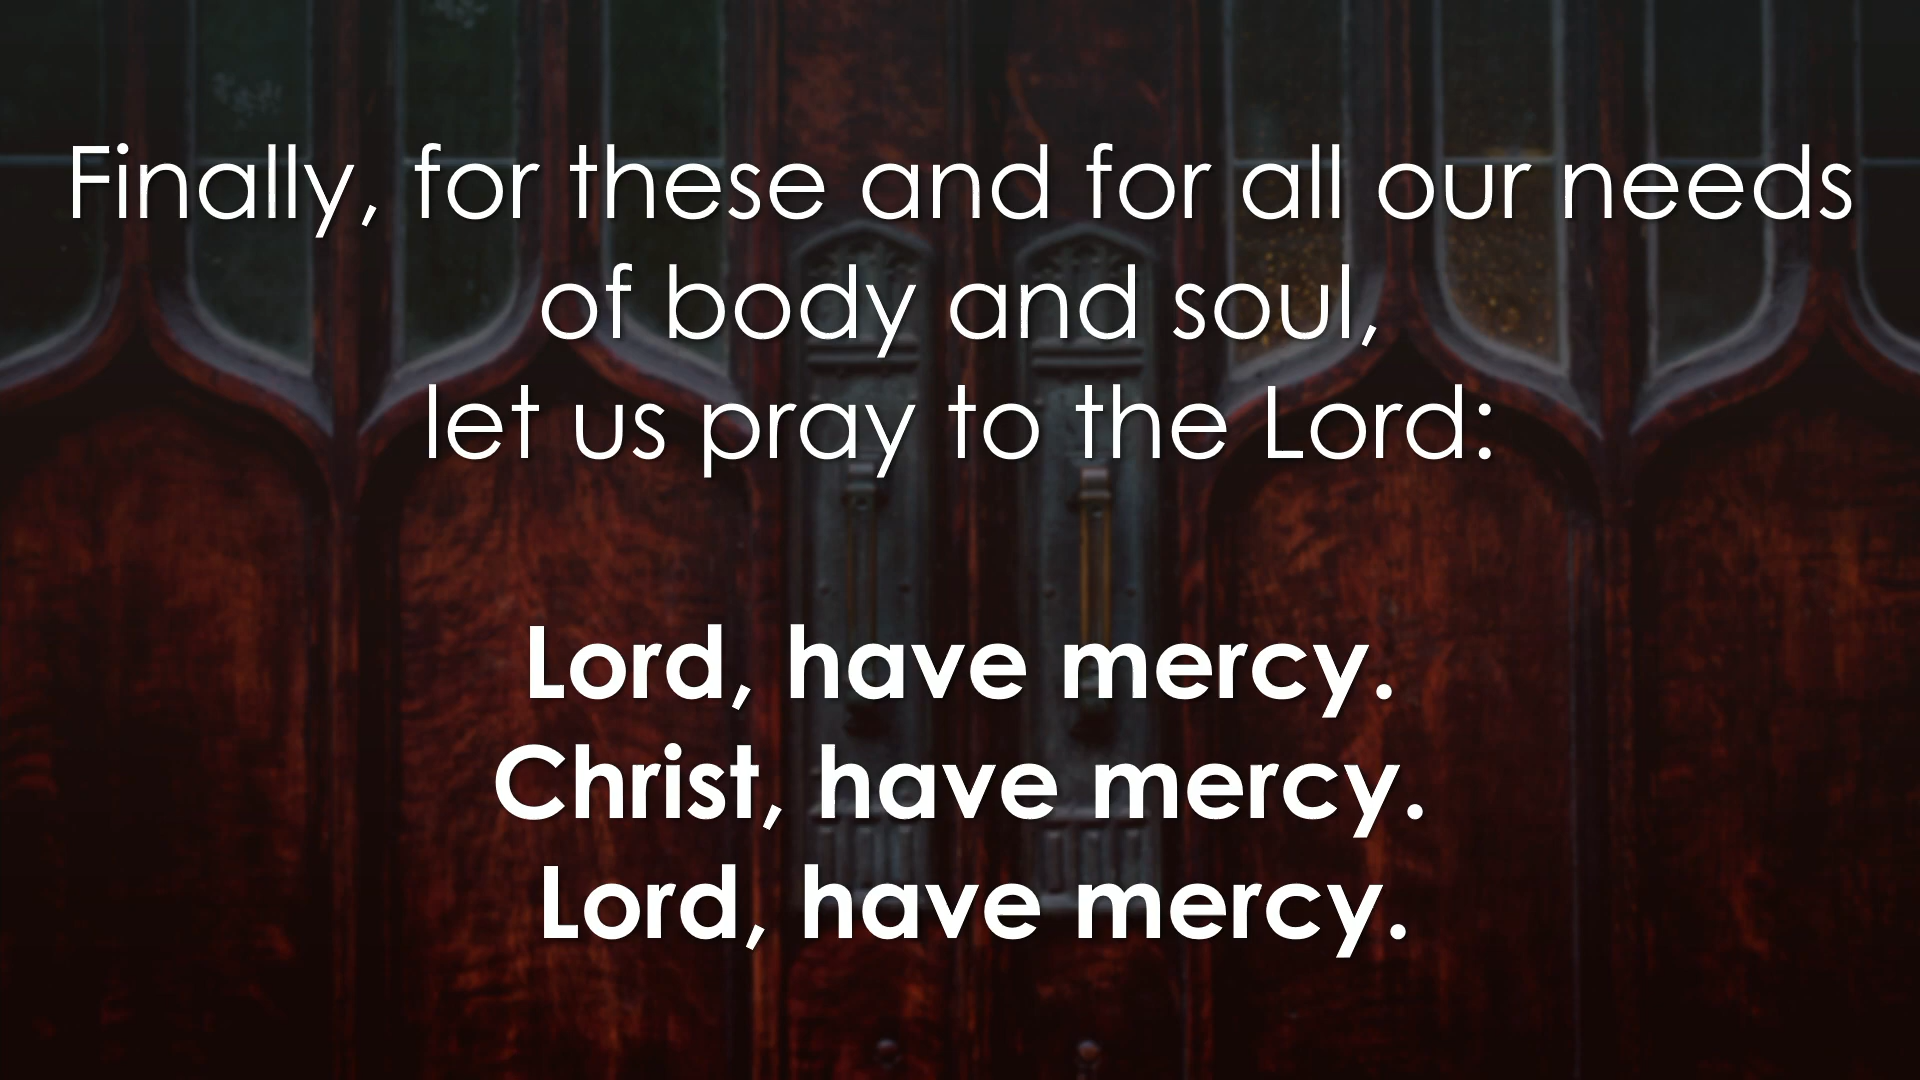 Finally, for these and for all our needs
of body and soul,
let us pray to the Lord:
Lord, have mercy.
Christ, have mercy.
Lord, have mercy.